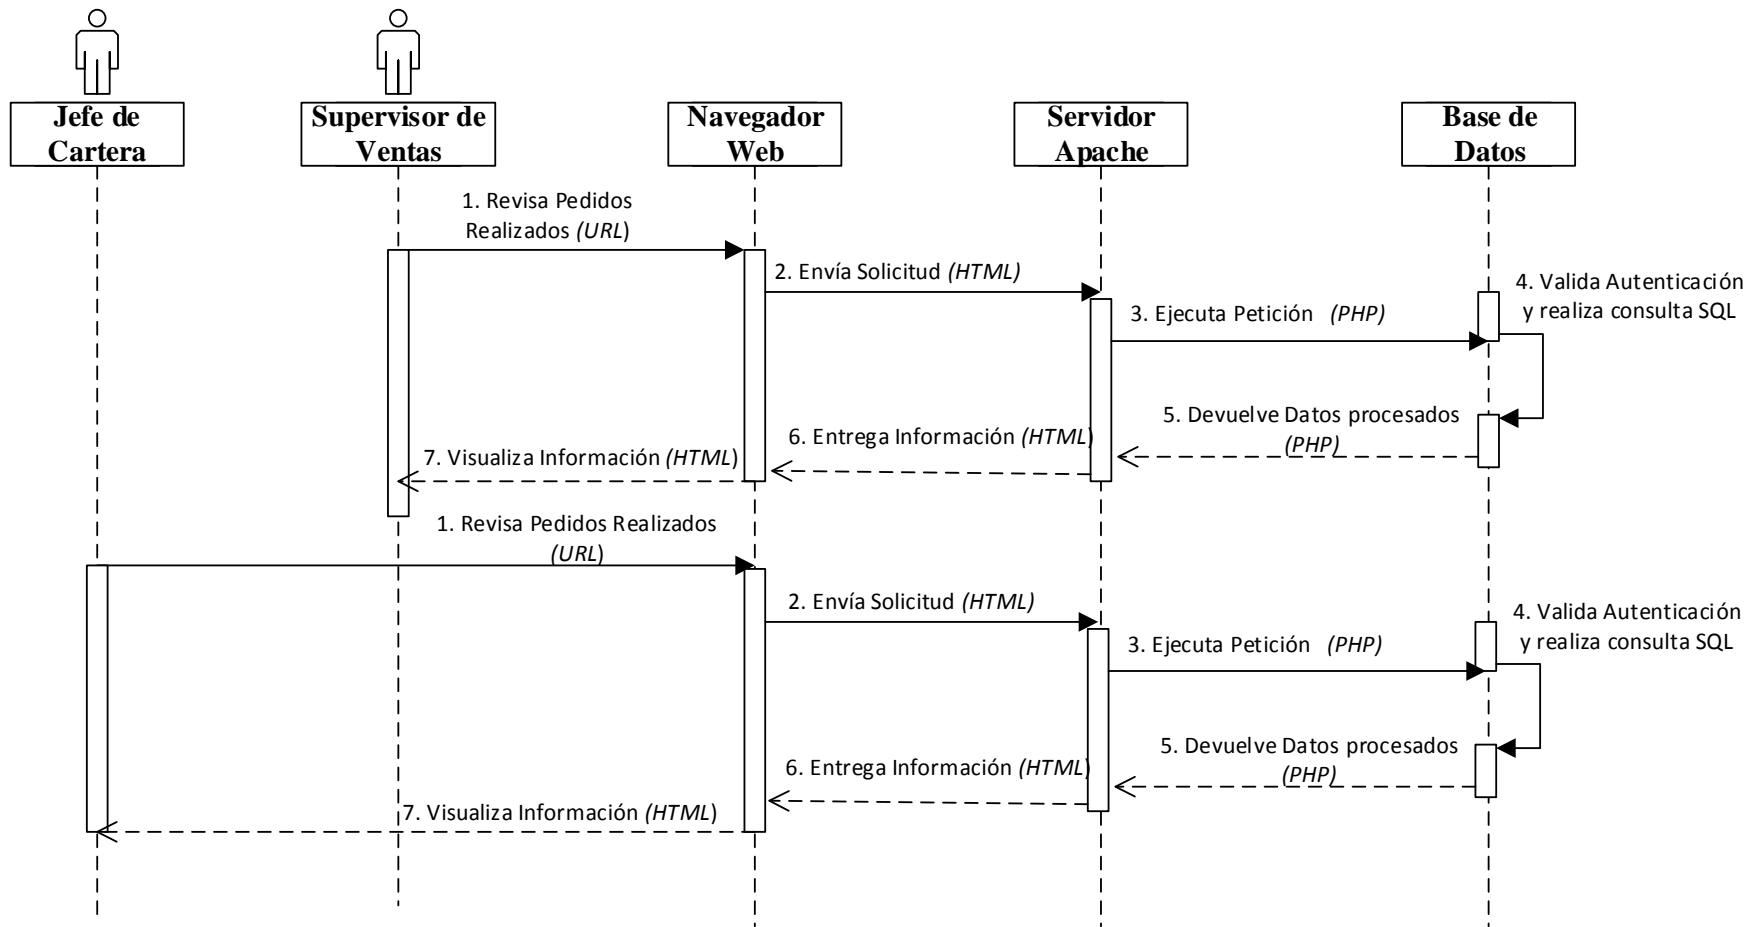 Jefe de
Cartera
Supervisor de
Ventas
Navegador
Web
Servidor
Apache
Base de
Datos
1. Revisa Pedidos
Realizados (URL)
2. Envía Solicitud (HTML)
3. Ejecuta Petición (PHP)
4. Valida Autenticación
y realiza consulta SQL
5. Devuelve Datos procesados
(PHP)
6. Entrega Información (HTML)
7. Visualiza Información (HTML)
1. Revisa Pedidos Realizados
(URL)
2. Envía Solicitud (HTML)
3. Ejecuta Petición (PHP)
4. Valida Autenticación
y realiza consulta SQL
5. Devuelve Datos procesados
(PHP)
6. Entrega Información (HTML)
7. Visualiza Información (HTML)